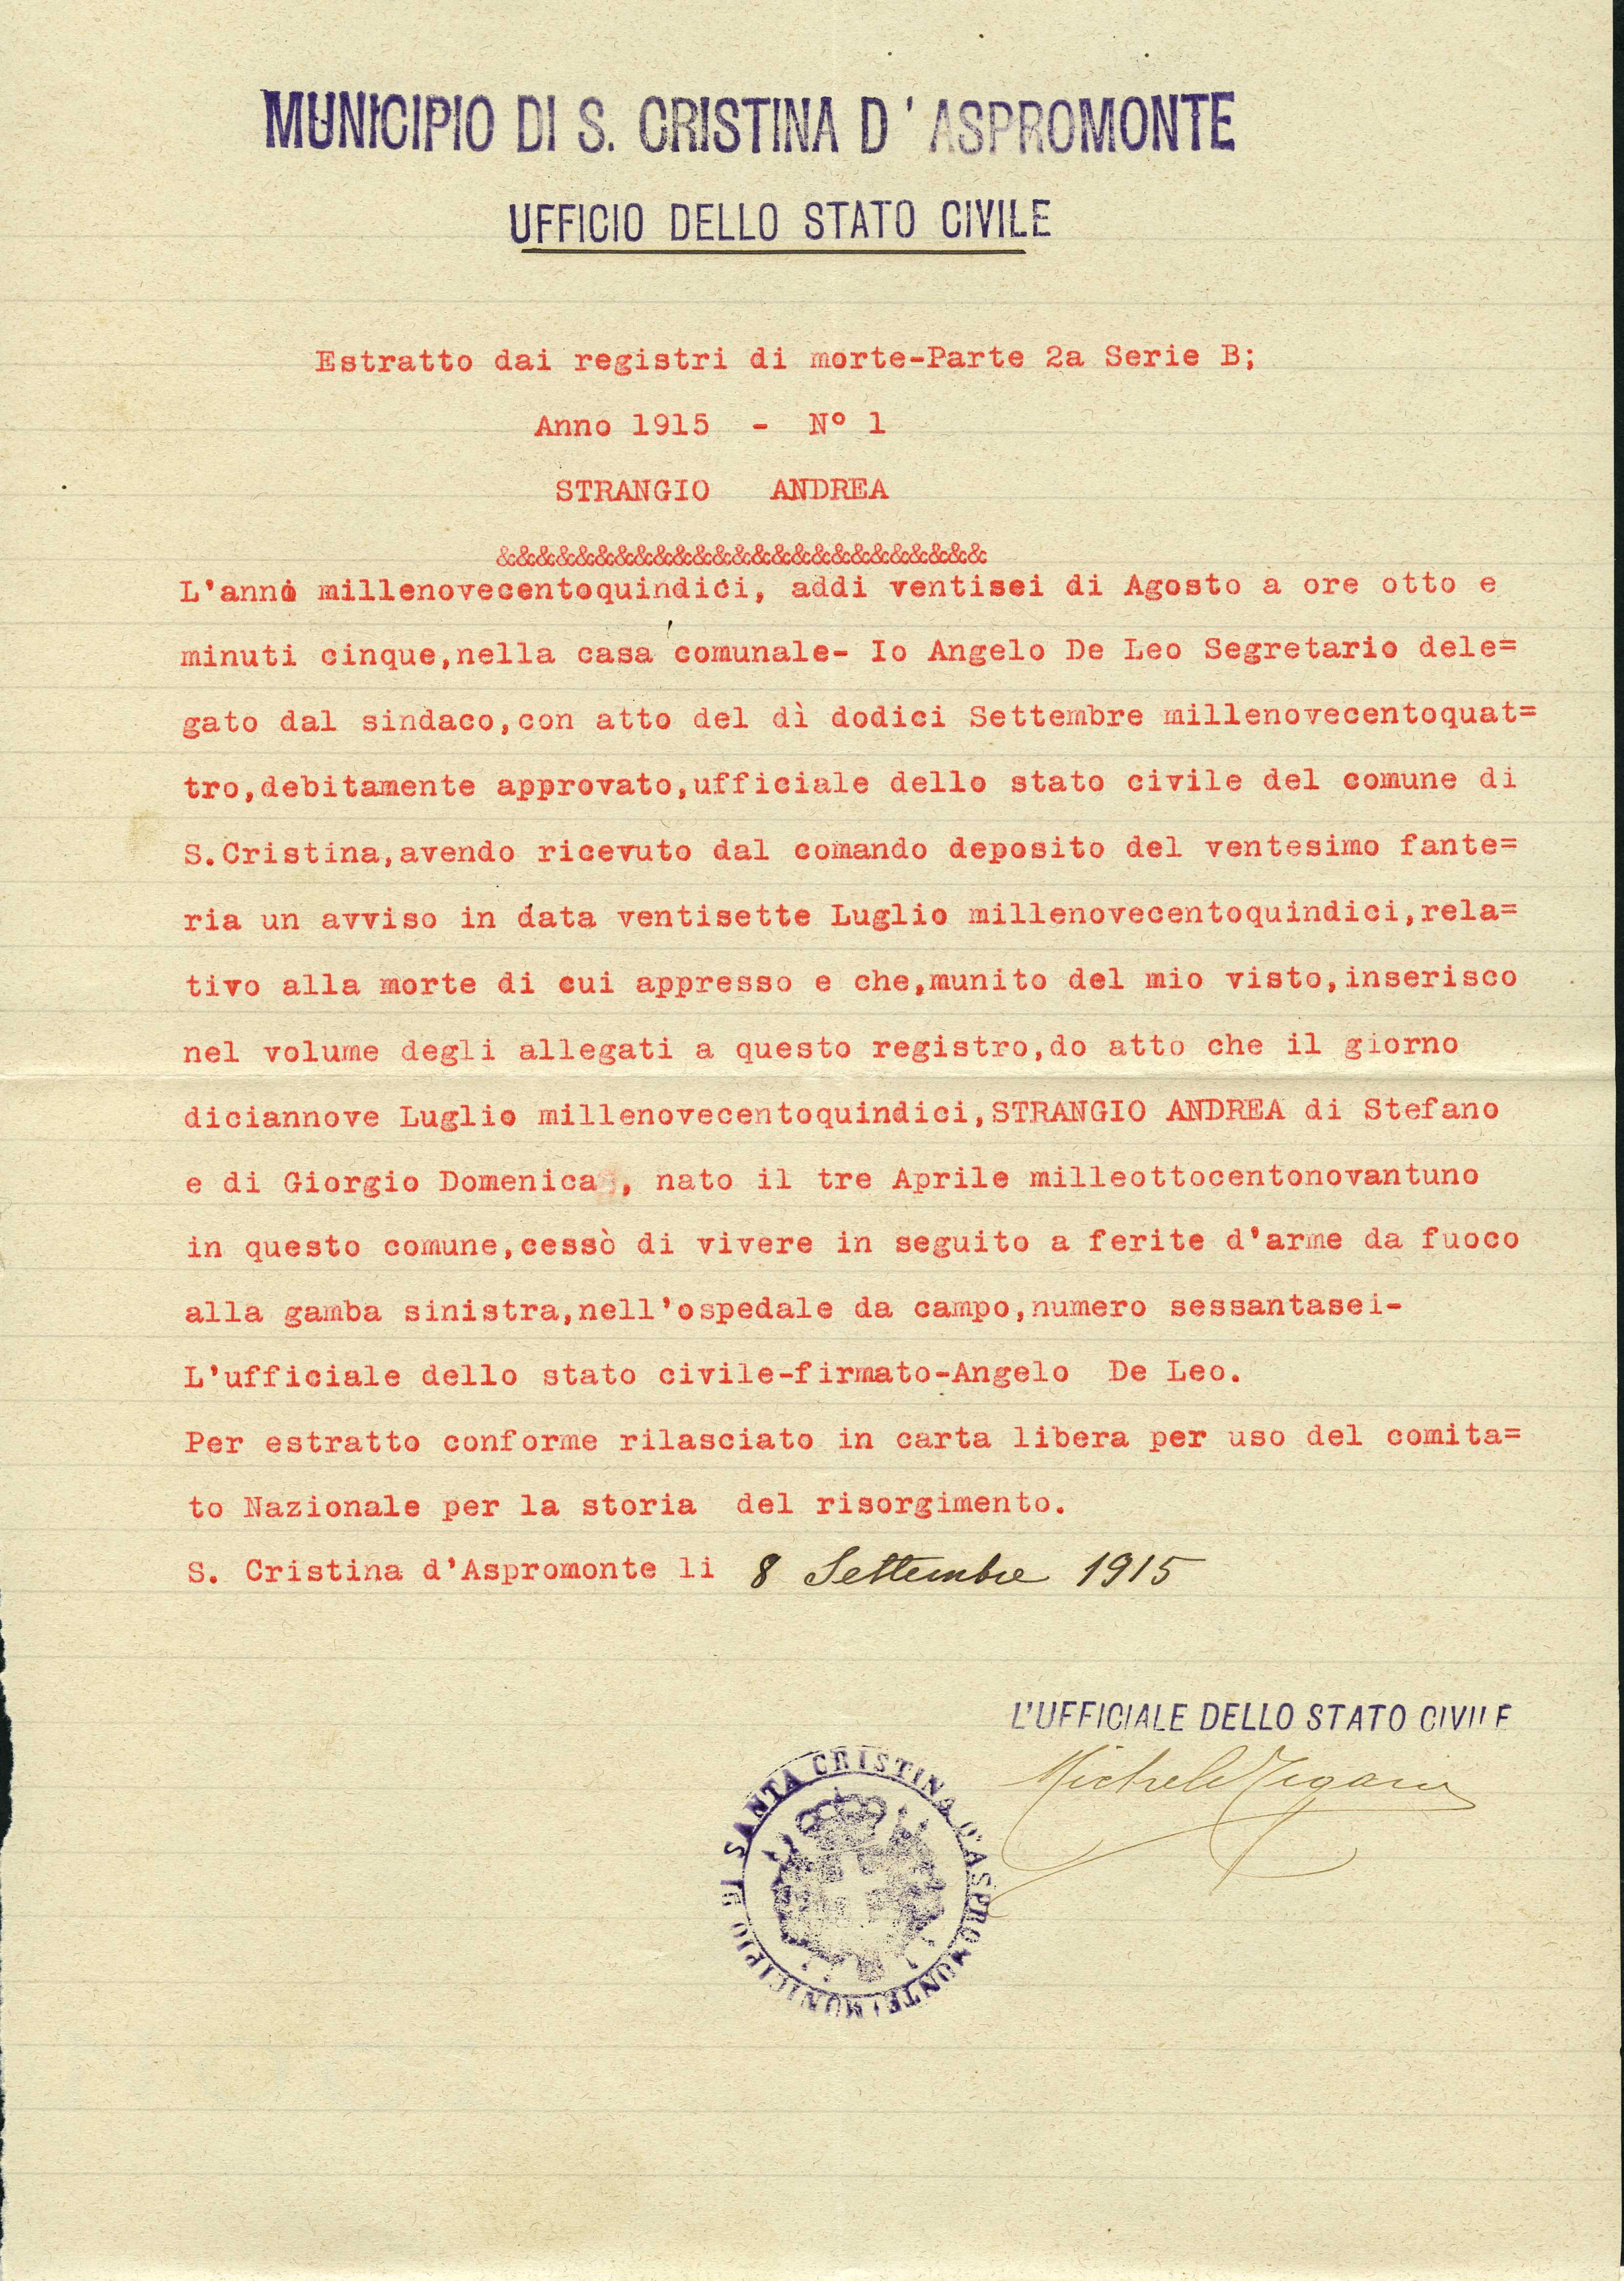 MUNICIPIO DI S. CRISTINA D'ASPROMONTE
UFFICIO DELLO STATO CIVILE
Estratto dai registri di morte-Parte 2a Serie B;
Anno 1915 - N° 1
STRANGIO ANDREA
&&&&&&&&&&&&&&&&&&&&&&&&&
L'anno millenovecentoquindici, addi ventisei di Agosto a ore otto e
minuti cinque,nella casa comunale- Io Angelo De Leo Segretario dele=
gato dal sindaco,con atto del dì dodici Settembre millenovecentoquat=
tro,debitamente approvato,ufficiale dello stato civile del comune di
S.Cristina,avendo ricevuto dal comando deposito del ventesimo fante=
ria un avviso in data ventisette Luglio millenovecentoquindici,rela=
tivo alla morte di cui appresso e che,munito del mio visto,inserisco
nel volume degli allegati a questo registro,do atto che il giorno
diciannove Luglio millenovecentoquindici,STRANGIO ANDREA di Stefano
e di Giorgio Domenica , nato il tre Aprile milleottocentonovantuno
in questo comune,cessò di vivere in seguito a ferite d'arme da fuoco
alla gamba sinistra,nell'ospedale da campo,numero sessantasei-
L'ufficiale dello stato civile-firmato-Angelo De Leo.
Per estratto conforme rilasciato in carta libera per uso del comita=
to Nazionale per la storia del risorgimento.
S. Cristina d'Aspromonte li 8 Settembre 1915
L'UFFICIALE DELLO STATO CIVILE
Michele
MUNICIPIO DI SANTA CRISTINA D'ASPROMONTE